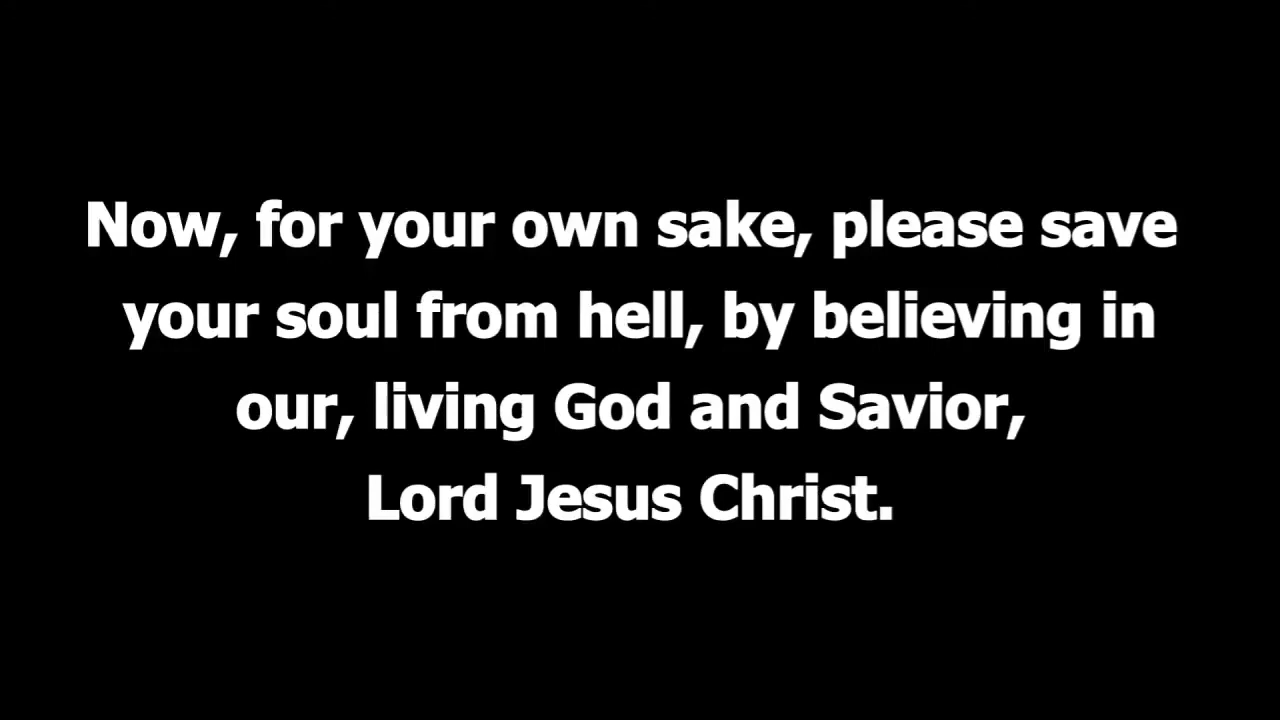 Now, for your own sake, please save
your soul from hell, by believing in
our, living God and Savior,
Lord Jesus Christ.